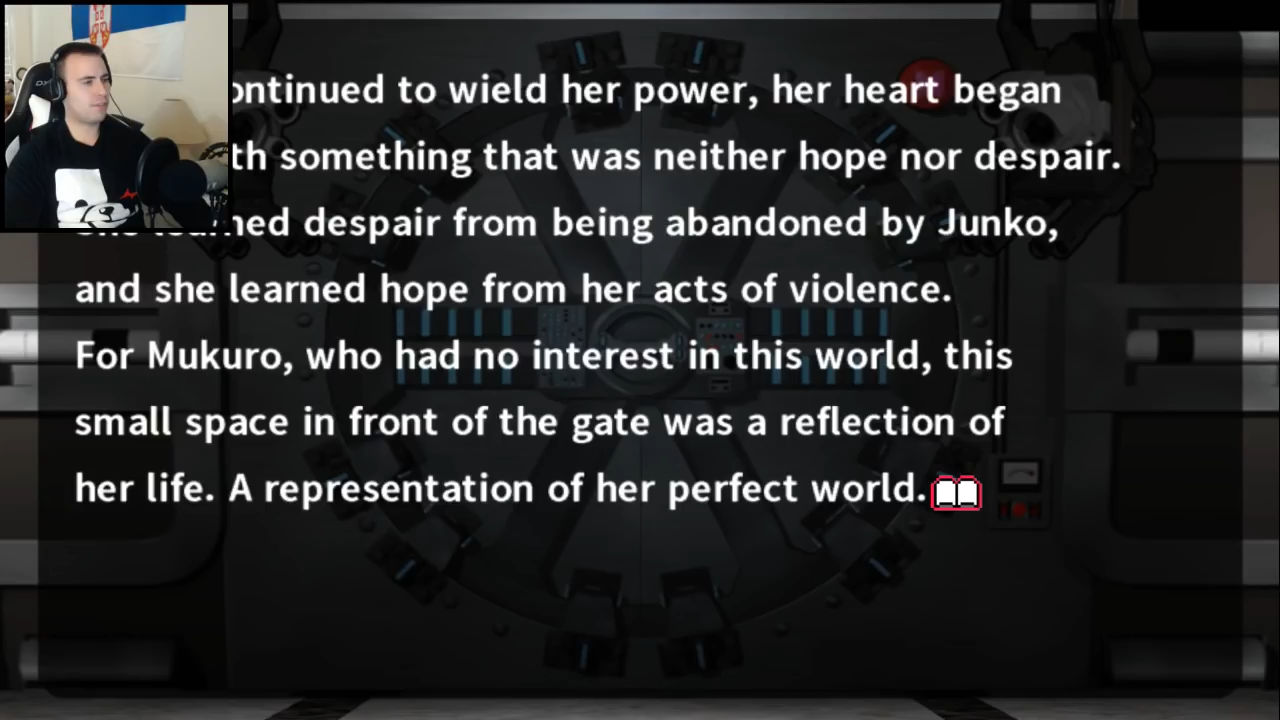 ontinued to wield her power, her heart began
th something that was neither hope nor despair.
She learned despair from being abandoned by Junko,
and she learned hope from her acts of violence.
For Mukuro, who had no interest in this world, this
small space in front of the gate was a reflection of
her life. A representation of her perfect world.